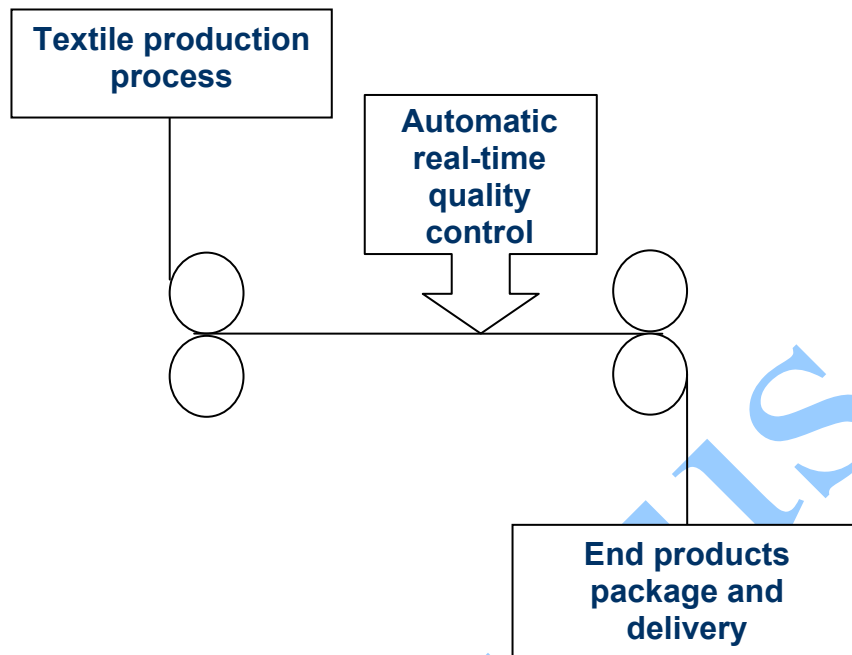 Textile production
process
Automatic
real-time
quality
control
End products
package and
delivery